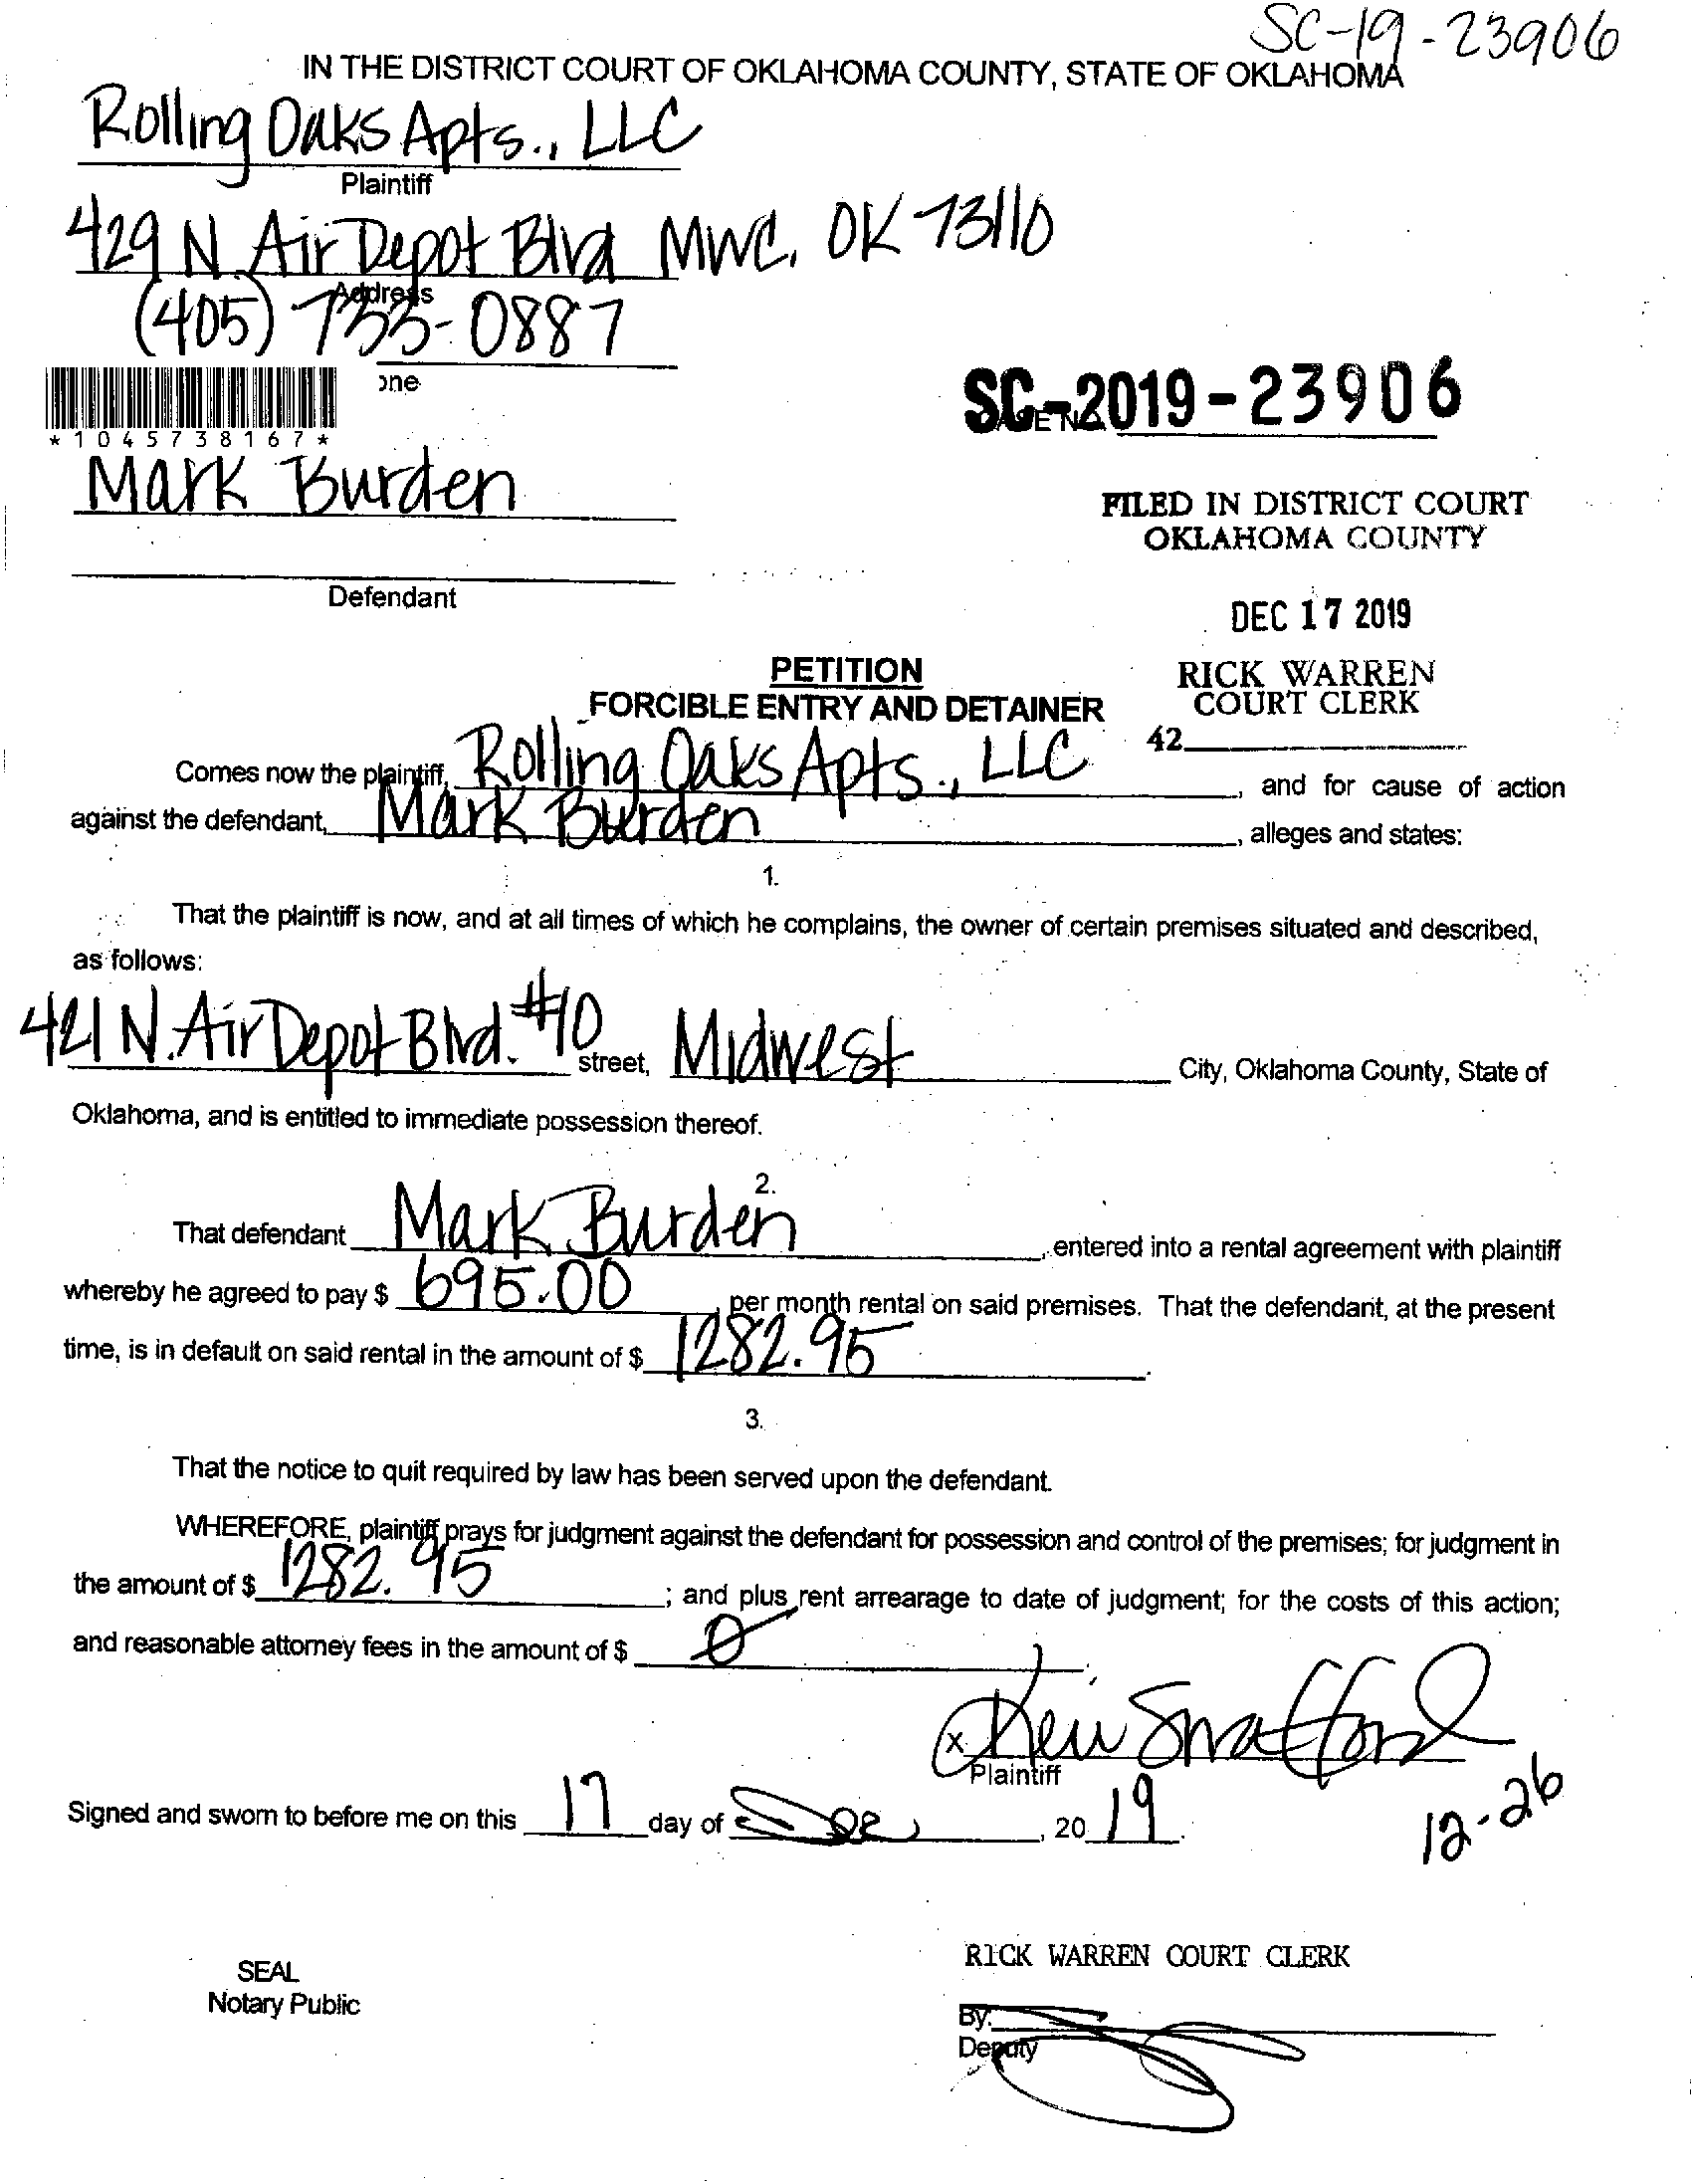 SC-19-23906
IN THE DISTRICT COURT OF OKLAHOMA COUNTY, STATE OF OKLAHOMA
Rolling Oaks Apts., LLC
Plaintiff
429 N. Air Depot Blvd MWC, OK 73110
Address
(405) 733-0887
one
*1045738167*
SC-2019-23906
Mark Burden
FILED IN DISTRICT COURT
OKLAHOMA COUNTY
Defendant
DEC 17 2019
PETITION
FORCIBLE ENTRY AND DETAINER
RICK WARREN
COURT CLERK
42
Comes now the plaintiff, Rolling Oaks Apts., LLC, and for cause of action
against the defendant, Mark Burden, alleges and states:
1.
That the plaintiff is now, and at all times of which he complains, the owner of certain premises situated and described,
as follows:
421 N. Air Depot Blvd. #10 street, Midwest City, Oklahoma County, State of
Oklahoma, and is entitled to immediate possession thereof.
2.
That defendant Mark Burden, entered into a rental agreement with plaintiff
whereby he agreed to pay $ 695.00, per month rental on said premises. That the defendant, at the present
time, is in default on said rental in the amount of $ 1282.95.
3.
That the notice to quit required by law has been served upon the defendant.
WHEREFORE, plaintiff prays for judgment against the defendant for possession and control of the premises; for judgment in
the amount of $ 1282.95; and plus rent arrearage to date of judgment; for the costs of this action;
and reasonable attorney fees in the amount of $ 0;
x
Plaintiff
Signed and sworn to before me on this 17 day of Dec, 2019.
12-26
SEAL
Notary Public
RICK WARREN COURT CLERK
By:
Deputy